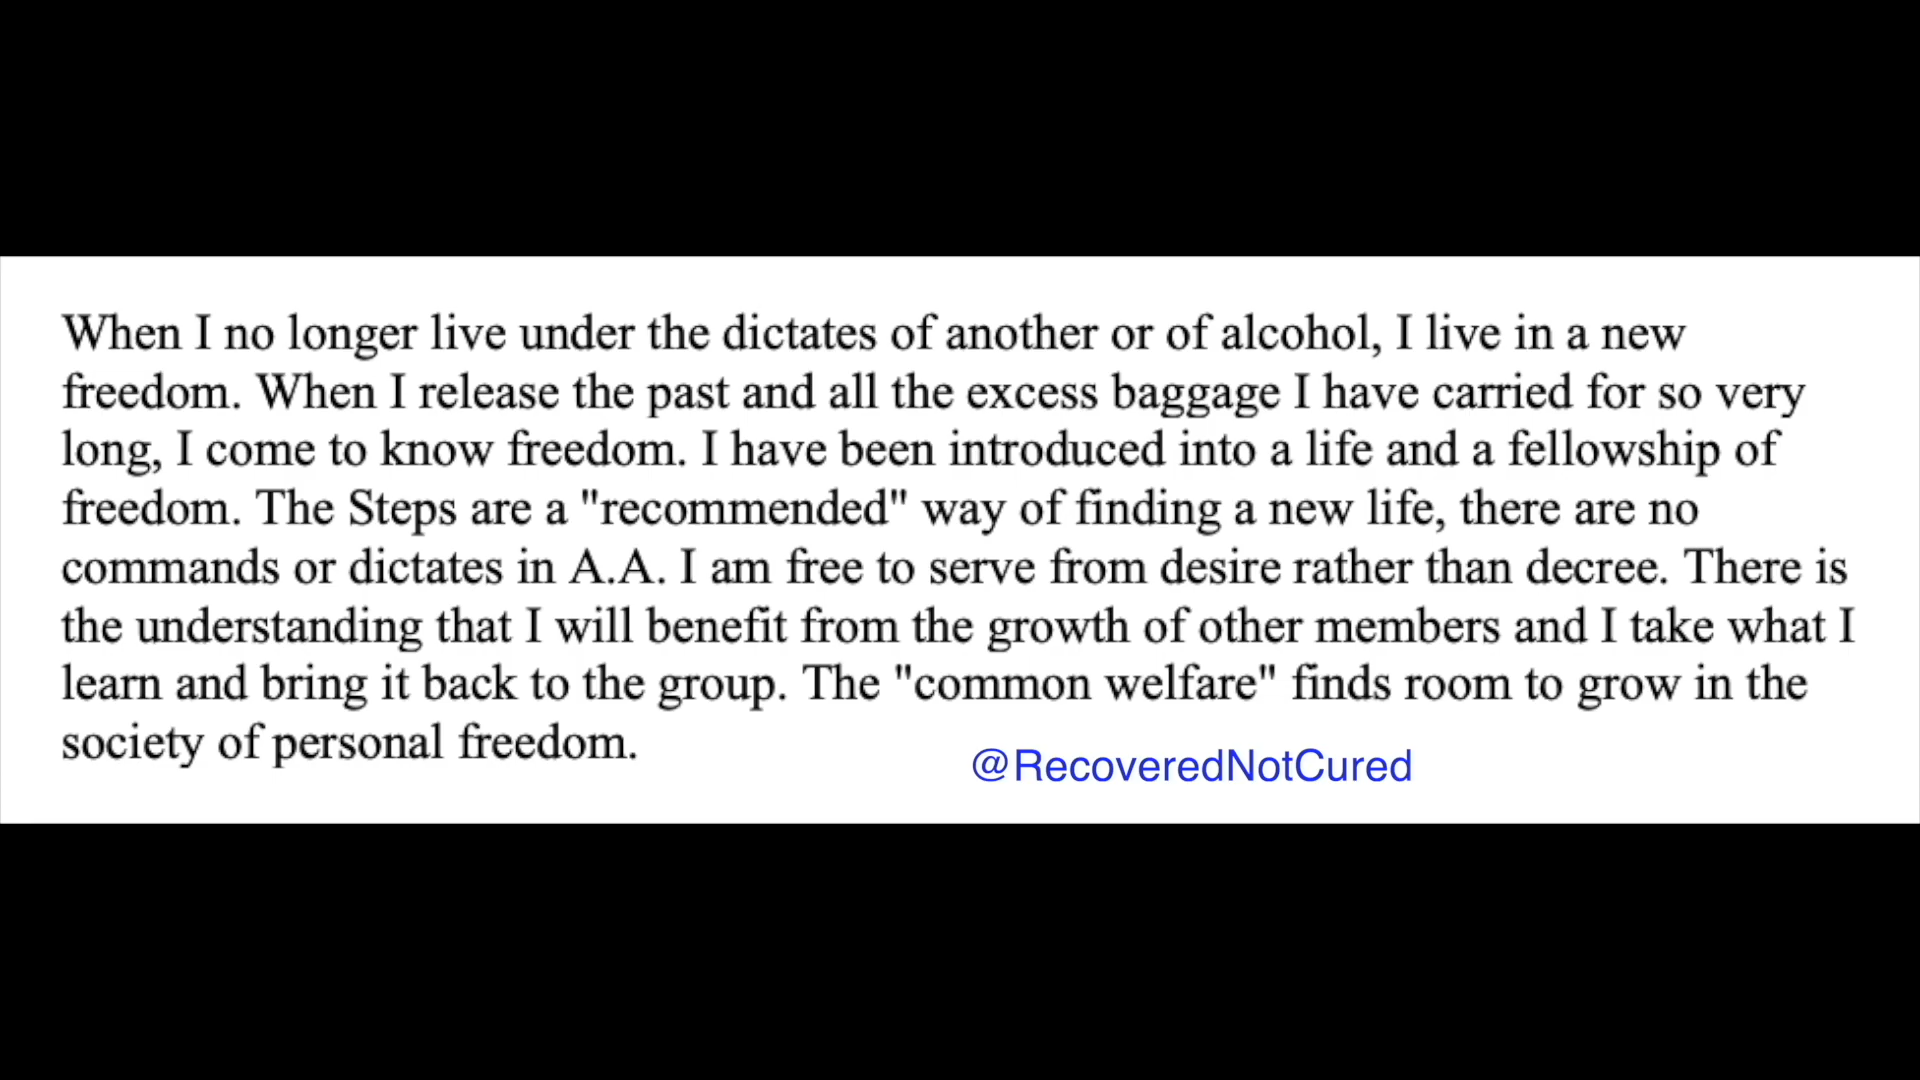 When I no longer live under the dictates of another or of alcohol, I live in a new
freedom. When I release the past and all the excess baggage I have carried for so very
long, I come to know freedom. I have been introduced into a life and a fellowship of
freedom. The Steps are a "recommended" way of finding a new life, there are no
commands or dictates in A.A. I am free to serve from desire rather than decree. There is
the understanding that I will benefit from the growth of other members and I take what I
learn and bring it back to the group. The "common welfare" finds room to grow in the
society of personal freedom.
@RecoveredNotCured